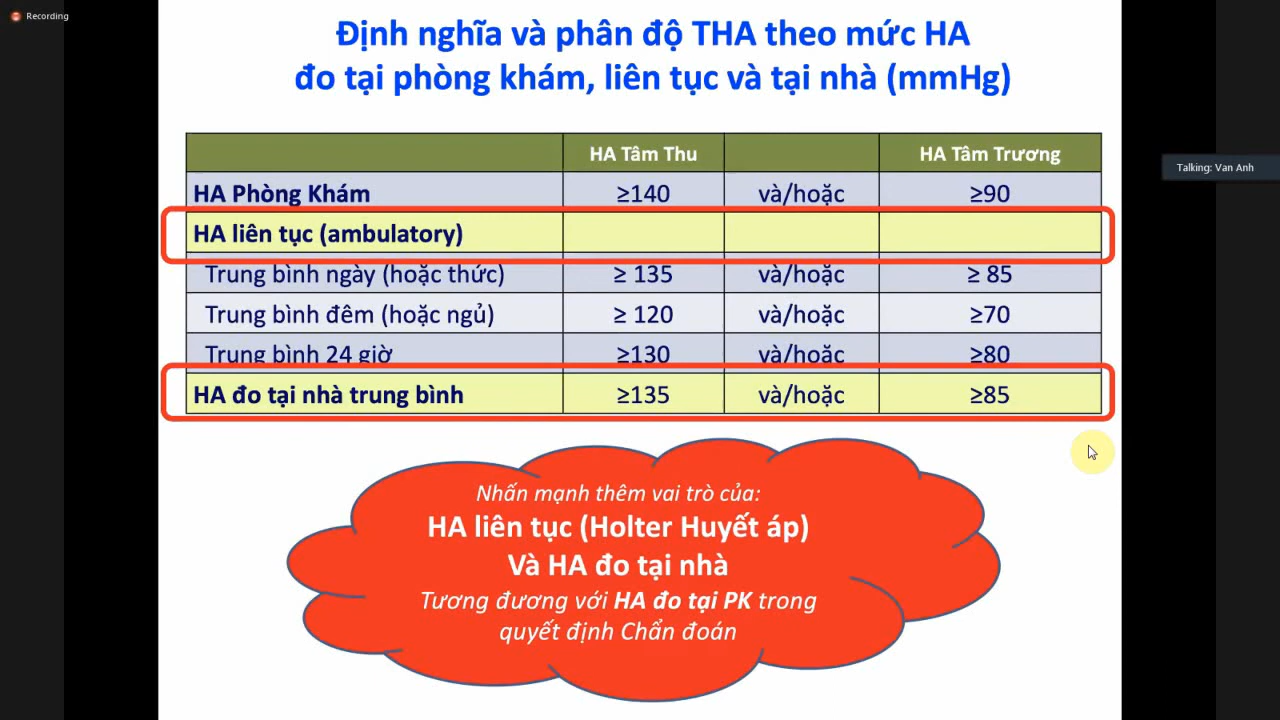 Recording
Định nghĩa và phân độ THA theo mức HA
đo tại phòng khám, liên tục và tại nhà (mmHg)
Talking: Van Anh
HA Tâm Thu HA Tâm Trương
HA Phòng Khám ≥140 và/hoặc ≥90
HA liên tục (ambulatory)
Trung bình ngày (hoặc thức) ≥ 135 và/hoặc ≥ 85
Trung bình đêm (hoặc ngủ) ≥ 120 và/hoặc ≥70
Trung bình 24 giờ ≥130 và/hoặc ≥80
HA đo tại nhà trung bình ≥135 và/hoặc ≥85
Nhấn mạnh thêm vai trò của:
HA liên tục (Holter Huyết áp)
Và HA đo tại nhà
Tương đương với HA đo tại PK trong
quyết định Chẩn đoán